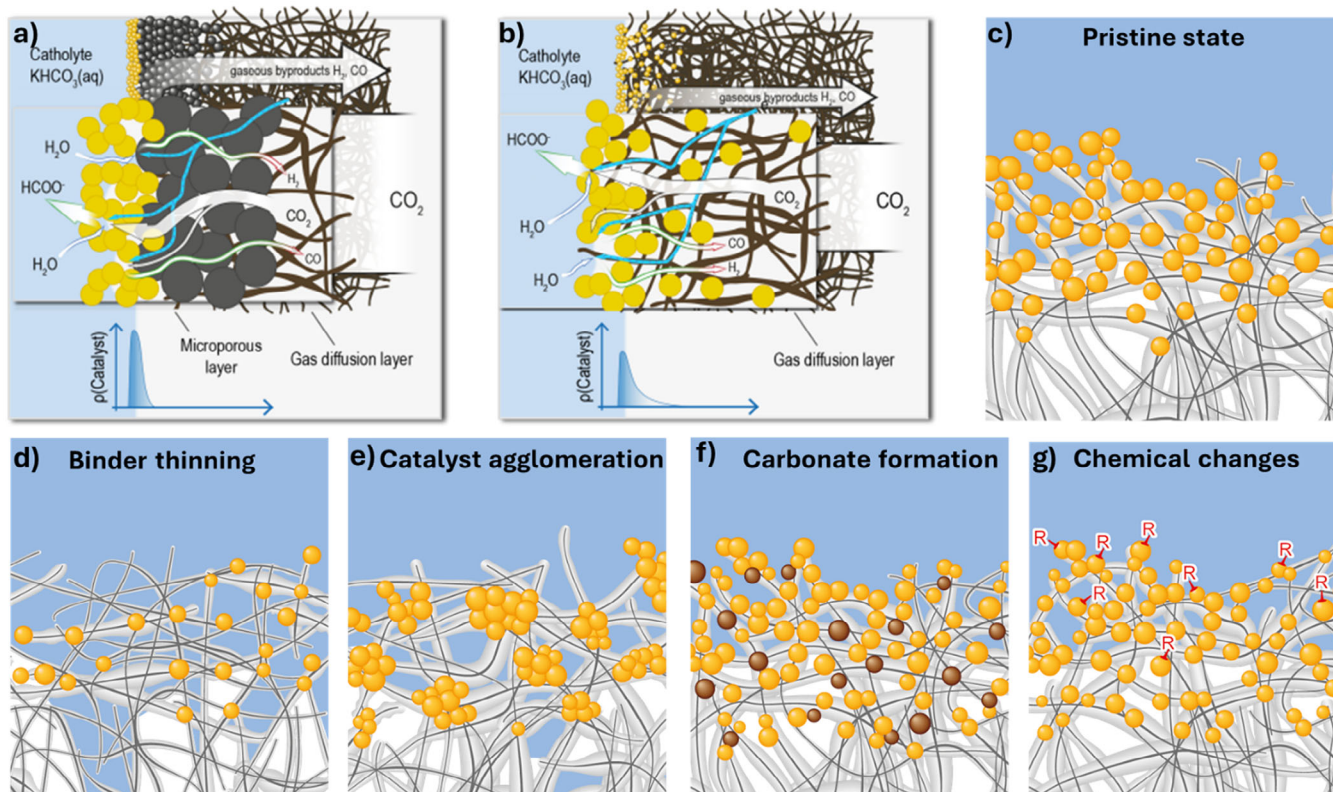 a)
Catholyte
KHCO₃(aq)
gaseous byproducts H₂, CO
H₂O
HCOO⁻
H₂O
H₂
CO₂
CO
CO₂
Microporous
layer
Gas diffusion layer
ρ(Catalyst)
b)
Catholyte
KHCO₃(aq)
gaseous byproducts H₂, CO
HCOO⁻
H₂O
H₂O
CO₂
CO
H₂
CO₂
Gas diffusion layer
ρ(Catalyst)
c) Pristine state
d) Binder thinning
e) Catalyst agglomeration
f) Carbonate formation
g) Chemical changes
R
R
R
R
R
R
R
R